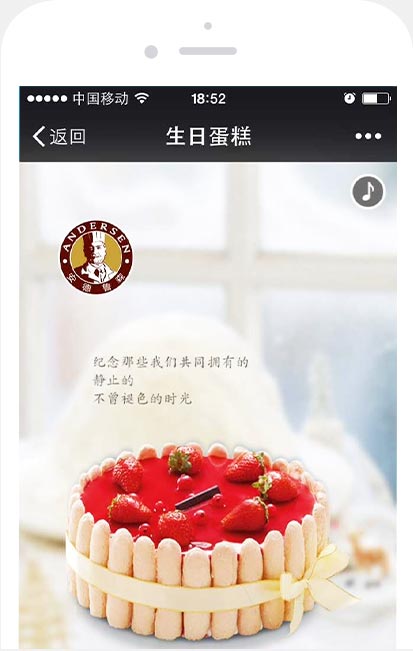 中国移动
18:52
返回
生日蛋糕
ANDERSEN
安德鲁森
纪念那些我们共同拥有的
静止的
不曾褪色的时光